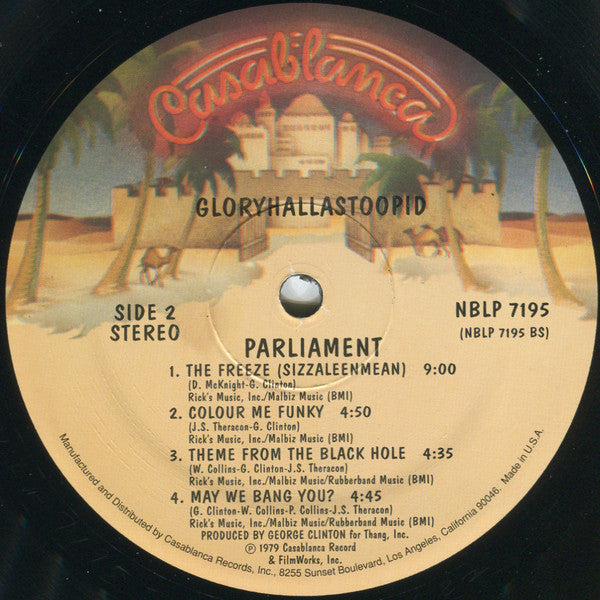 Casablanca
GLORYHALLASTOOPID
SIDE 2
STEREO
NBLP 7195
(NBLP 7195 BS)
PARLIAMENT
1. THE FREEZE (SIZZALEENMEAN) 9:00
(D. McKnight-G. Clinton)
Rick's Music, Inc./Malbiz Music (BMI)
2. COLOUR ME FUNKY 4:50
(J.S. Theracon-G. Clinton)
Rick's Music, Inc./Malbiz Music (BMI)
3. THEME FROM THE BLACK HOLE 4:35
(W. Collins-G. Clinton-J.S. Theracon)
Rick's Music, Inc./Malbiz Music/Rubberband Music (BMI)
4. MAY WE BANG YOU? 4:45
(G. Clinton-W. Collins-P. Collins-J.S. Theracon)
Rick's Music, Inc./Malbiz Music/Rubberband Music (BMI)
PRODUCED BY GEORGE CLINTON for Thang, Inc.
℗ 1979 Casablanca Record
& FilmWorks, Inc.
Manufactured and Distributed by Casablanca Records, Inc., 8255 Sunset Boulevard, Los Angeles, California 90046. Made in U.S.A.